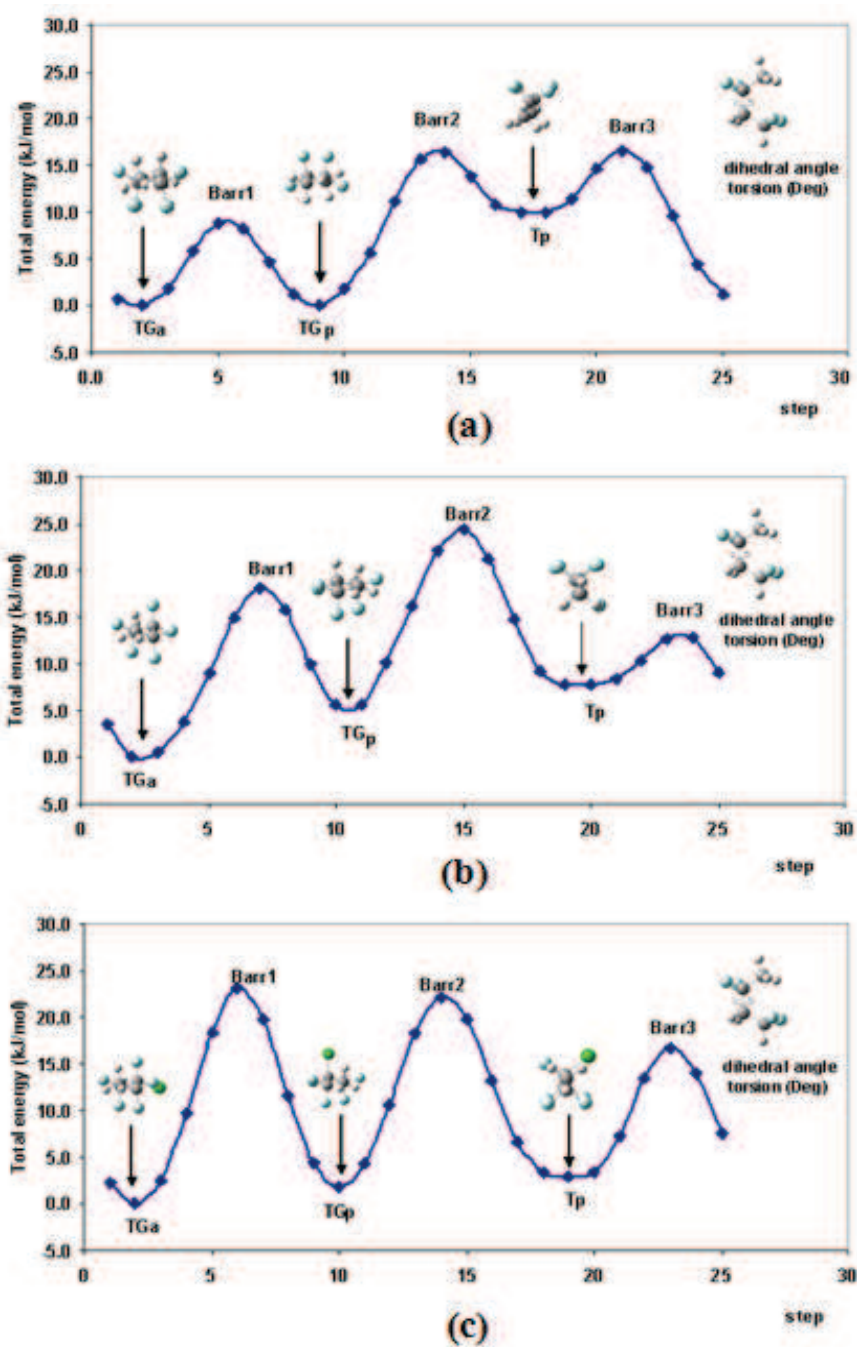 30.0
25.0
20.0
15.0
10.0
5.0
0.0
-5.0
Total energy (kJ/mol)
Barr1
Barr2
Barr3
TGa
TGp
Tp
dihedral angle
torsion (Deg)
0.0 5 10 15 20 25 30
step
(a)
30.0
25.0
20.0
15.0
10.0
5.0
0.0
-5.0
Total energy (kJ/mol)
Barr1
Barr2
Barr3
TGa
TGp
Tp
dihedral angle
torsion (Deg)
0 5 10 15 20 25 30
step
(b)
30.0
25.0
20.0
15.0
10.0
5.0
0.0
-5.0
Total energy (kJ/mol)
Barr1
Barr2
Barr3
TGa
TGp
Tp
dihedral angle
torsion (Deg)
0 5 10 15 20 25 30
step
(c)